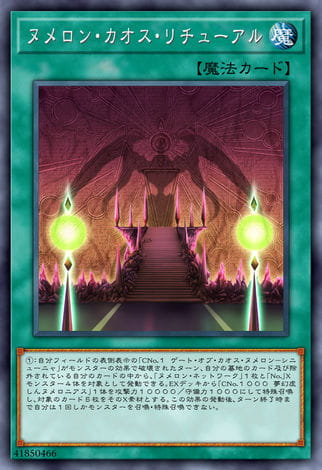 ヌメロン・カオス・リチューアル 魔
【魔法カード】
①：自分フィールドの表側表示の「CNo.1 ゲート・オブ・カオス・ヌメロン－シニ
ューニャ」がモンスターの効果で破壊されたターン、自分の墓地のカード及び除
外されている自分のカードの中から、「ヌメロン・ネットワーク」１枚と「No.」X
モンスター４体を対象として発動できる。EXデッキから「CNo.１０００ 夢幻虚
しんヌメロニアス」１体を攻撃力１００００／守備力１０００にして特殊召喚
し、対象のカード５枚をそのX素材とする。この効果の発動後、ターン終了時ま
で自分は１回しかモンスターを召喚・特殊召喚できない。
41850466